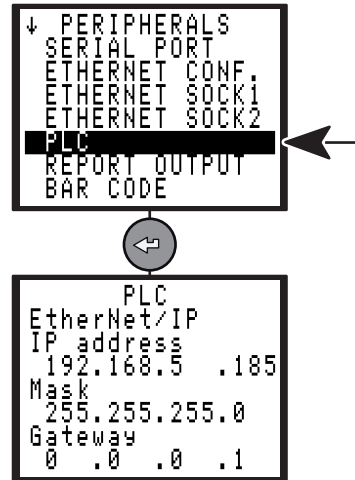 ↓ PERIPHERALS
SERIAL PORT
ETHERNET CONF.
ETHERNET SOCK1
ETHERNET SOCK2
PLC
REPORT OUTPUT
BAR CODE
PLC
EtherNet/IP
IP address
192.168.5 .185
Mask
255.255.255.0
Gateway
0 .0 .0 .1